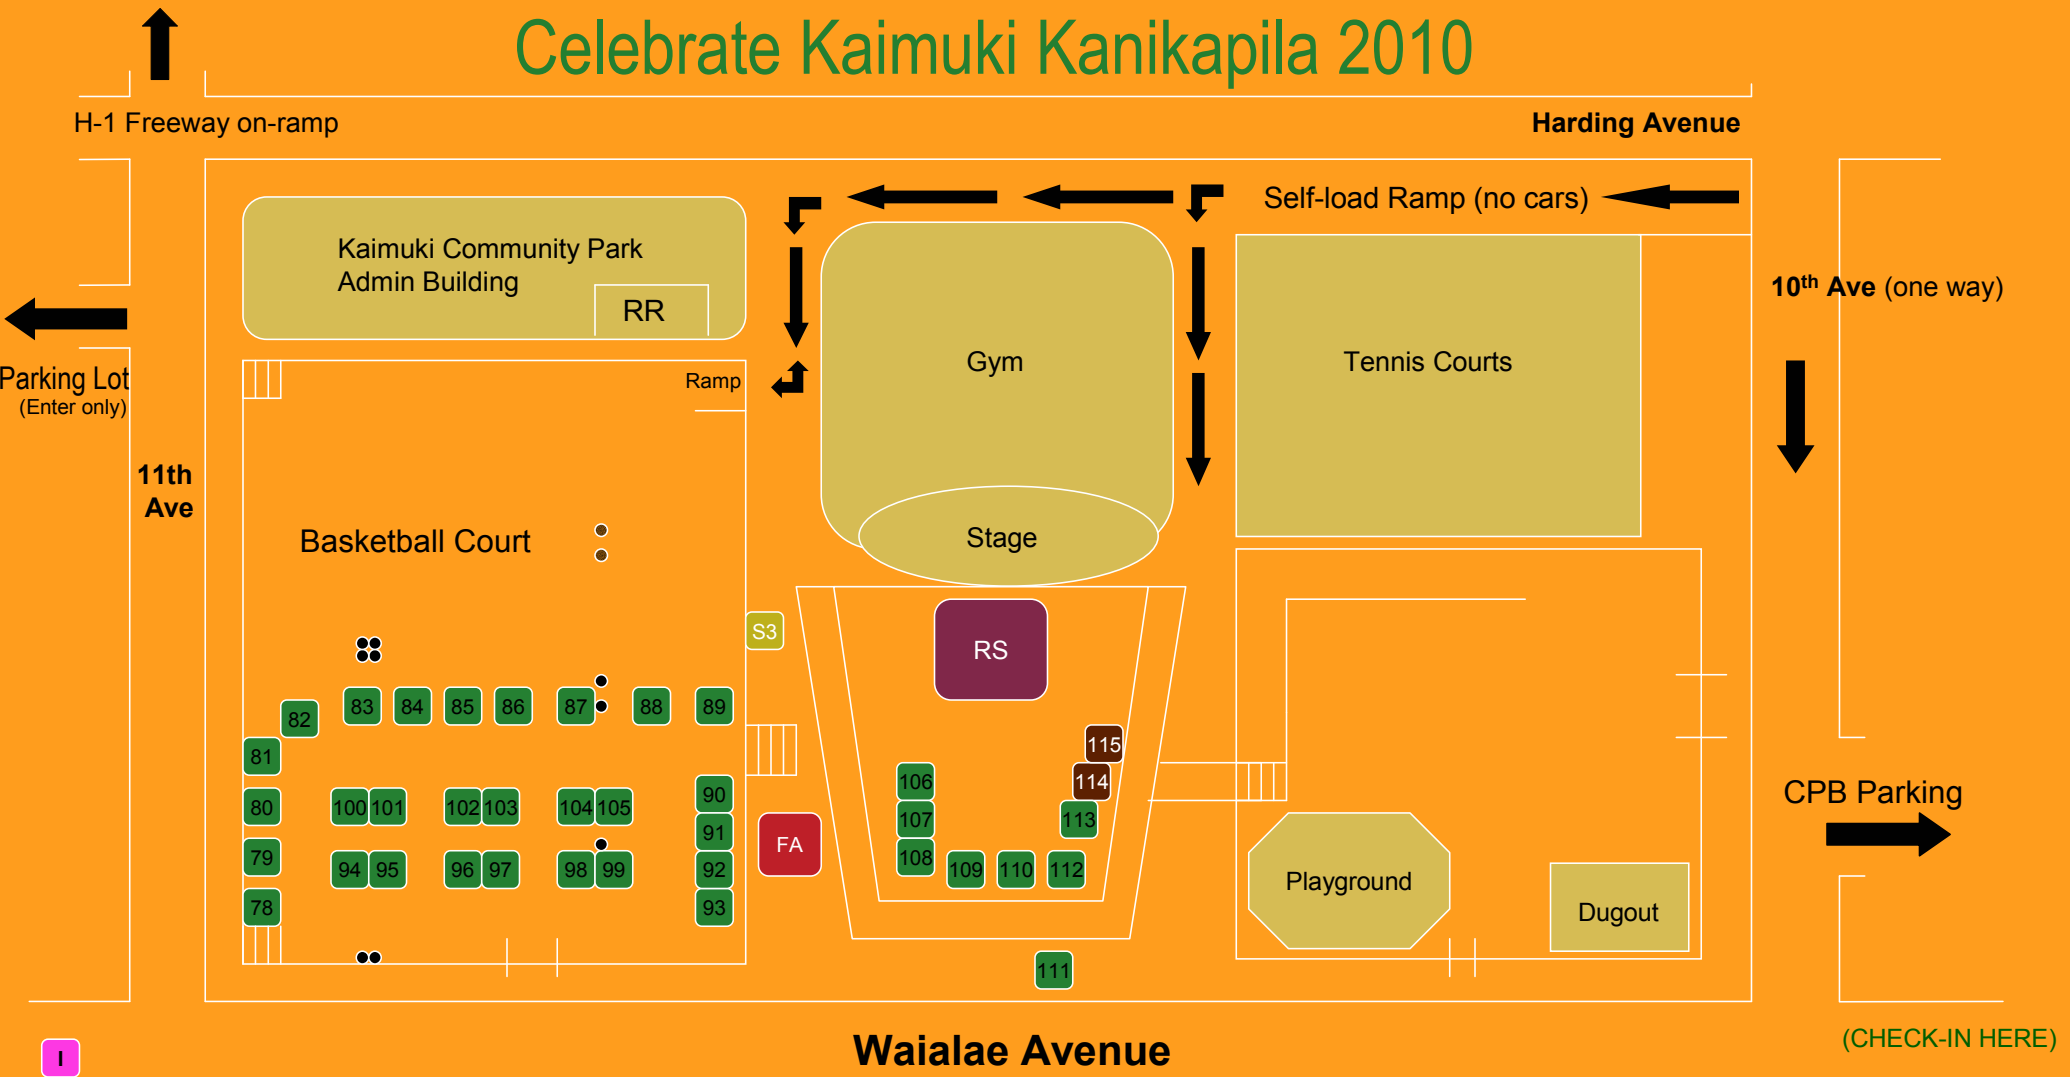 Celebrate Kaimuki Kanikapila 2010
H-1 Freeway on-ramp
Harding Avenue
Self-load Ramp (no cars)
Kaimuki Community Park
Admin Building
RR
10th Ave (one way)
Parking Lot
(Enter only)
Ramp
Gym
Tennis Courts
11th
Ave
Basketball Court
Stage
S3
RS
82
83
84
85
86
87
88
89
81
115
114
106
80
100
101
102
103
104
105
90
CPB Parking
107
113
91
FA
79
94
95
96
97
98
99
92
108
109
110
112
Playground
78
93
Dugout
111
Waialae Avenue
(CHECK-IN HERE)
I